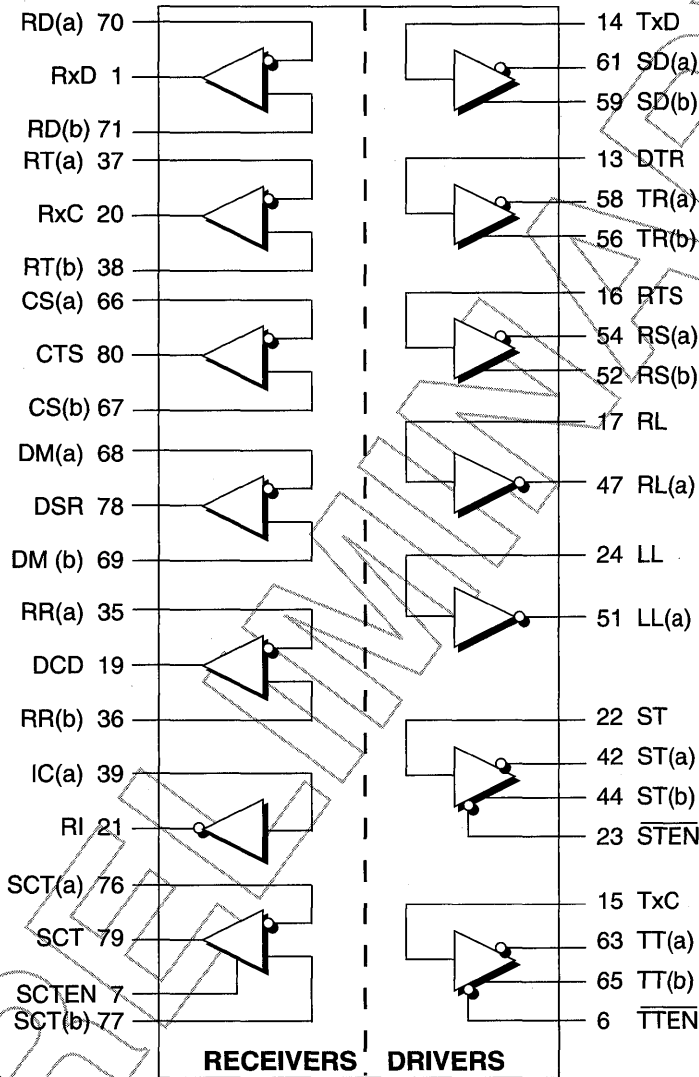 RD(a) 70
RxD 1
RD(b) 71
RT(a) 37
RxC 20
RT(b) 38
CS(a) 66
CTS 80
CS(b) 67
DM(a) 68
DSR 78
DM (b) 69
RR(a) 35
DCD 19
RR(b) 36
IC(a) 39
RI 21
SCT(a) 76
SCT 79
SCTEN 7
SCT(b) 77
RECEIVERS
14 TxD
61 SD(a)
59 SD(b)
13 DTR
58 TR(a)
56 TR(b)
16 RTS
54 RS(a)
52 RS(b)
17 RL
47 RL(a)
24 LL
51 LL(a)
22 ST
42 ST(a)
44 ST(b)
23 S̅T̅E̅N̅
15 TxC
63 TT(a)
65 TT(b)
6 T̅T̅E̅N̅
DRIVERS